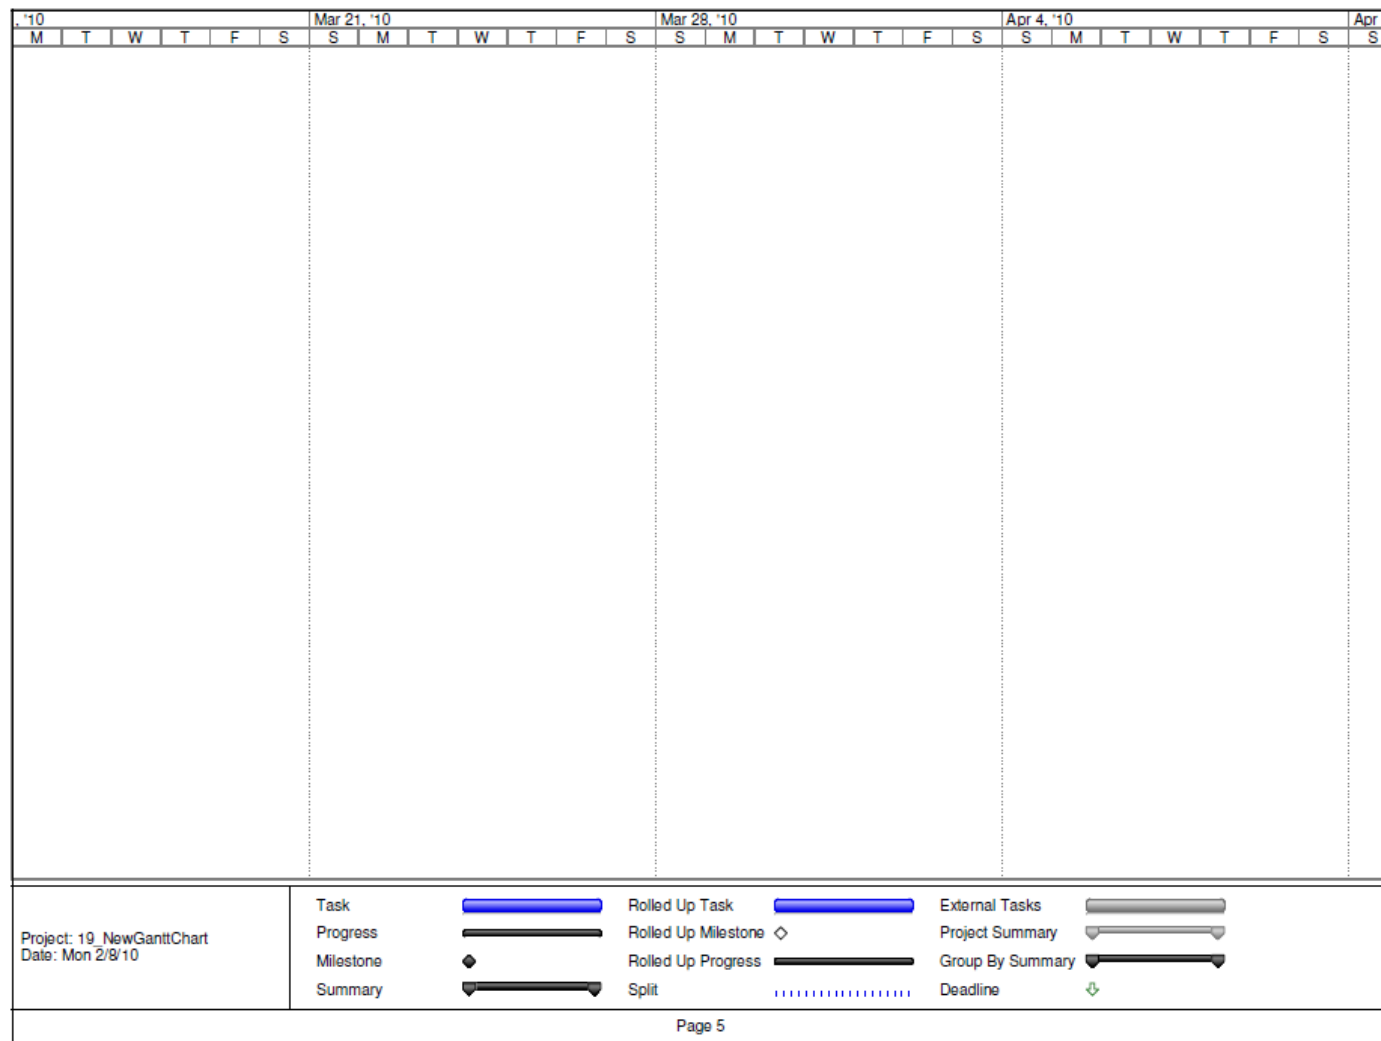 , '10 Mar 21, '10 Mar 28, '10 Apr 4, '10 Apr
M T W T F S S M T W T F S S M T W T F S S M T W T F S S
Task Rolled Up Task External Tasks
Progress Rolled Up Milestone Project Summary
Project: 19_NewGanttChart
Date: Mon 2/8/10
Milestone Rolled Up Progress Group By Summary
Summary Split Deadline
Page 5